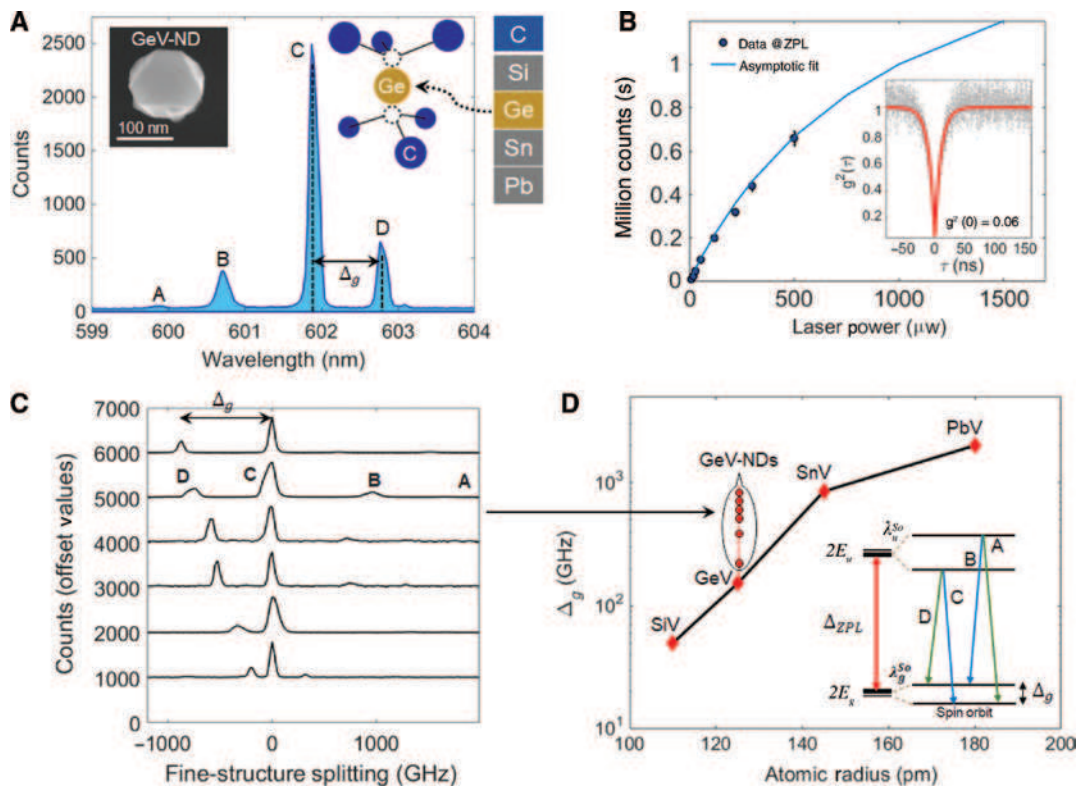 A
2500
2000
1500
1000
500
0
Counts
599 600 601 602 603 604
Wavelength (nm)
GeV-ND
100 nm
A
B
C
D
Δg
Ge
C
C
Si
Ge
Sn
Pb
B
1
0.8
0.6
0.4
0.2
0
Million counts (s)
0 500 1000 1500
Laser power (μw)
Data @ZPL
Asymptotic fit
1
0.8
0.6
0.4
0.2
g²(τ)
g² (0) = 0.06
−50 0 50 100 150
τ (ns)
C
Δg
7000
6000
5000
4000
3000
2000
1000
0
Counts (offset values)
D C B A
−1000 0 1000
Fine-structure splitting (GHz)
D
10³
10²
10¹
Δg (GHz)
100 120 140 160 180 200
Atomic radius (pm)
SiV
GeV
GeV-NDs
SnV
PbV
2Eu
λuSo
A
B
C
D
ΔZPL
λgSo
2Eg
Δg
Spin orbit